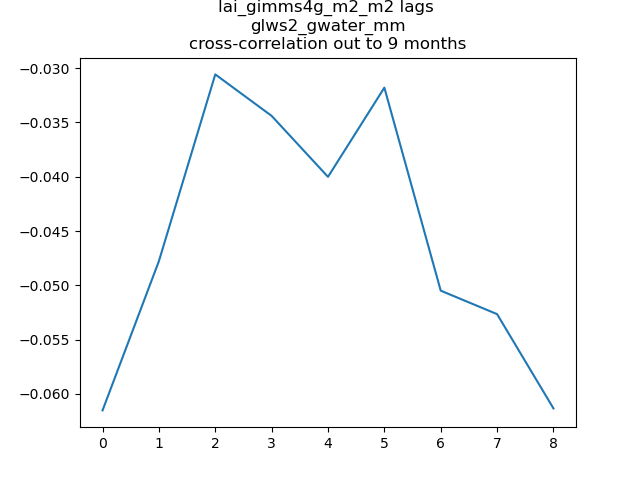 lai_gimms4g_m2_m2 lags
glws2_gwater_mm
cross-correlation out to 9 months
−0.030
−0.035
−0.040
−0.045
−0.050
−0.055
−0.060
0 1 2 3 4 5 6 7 8